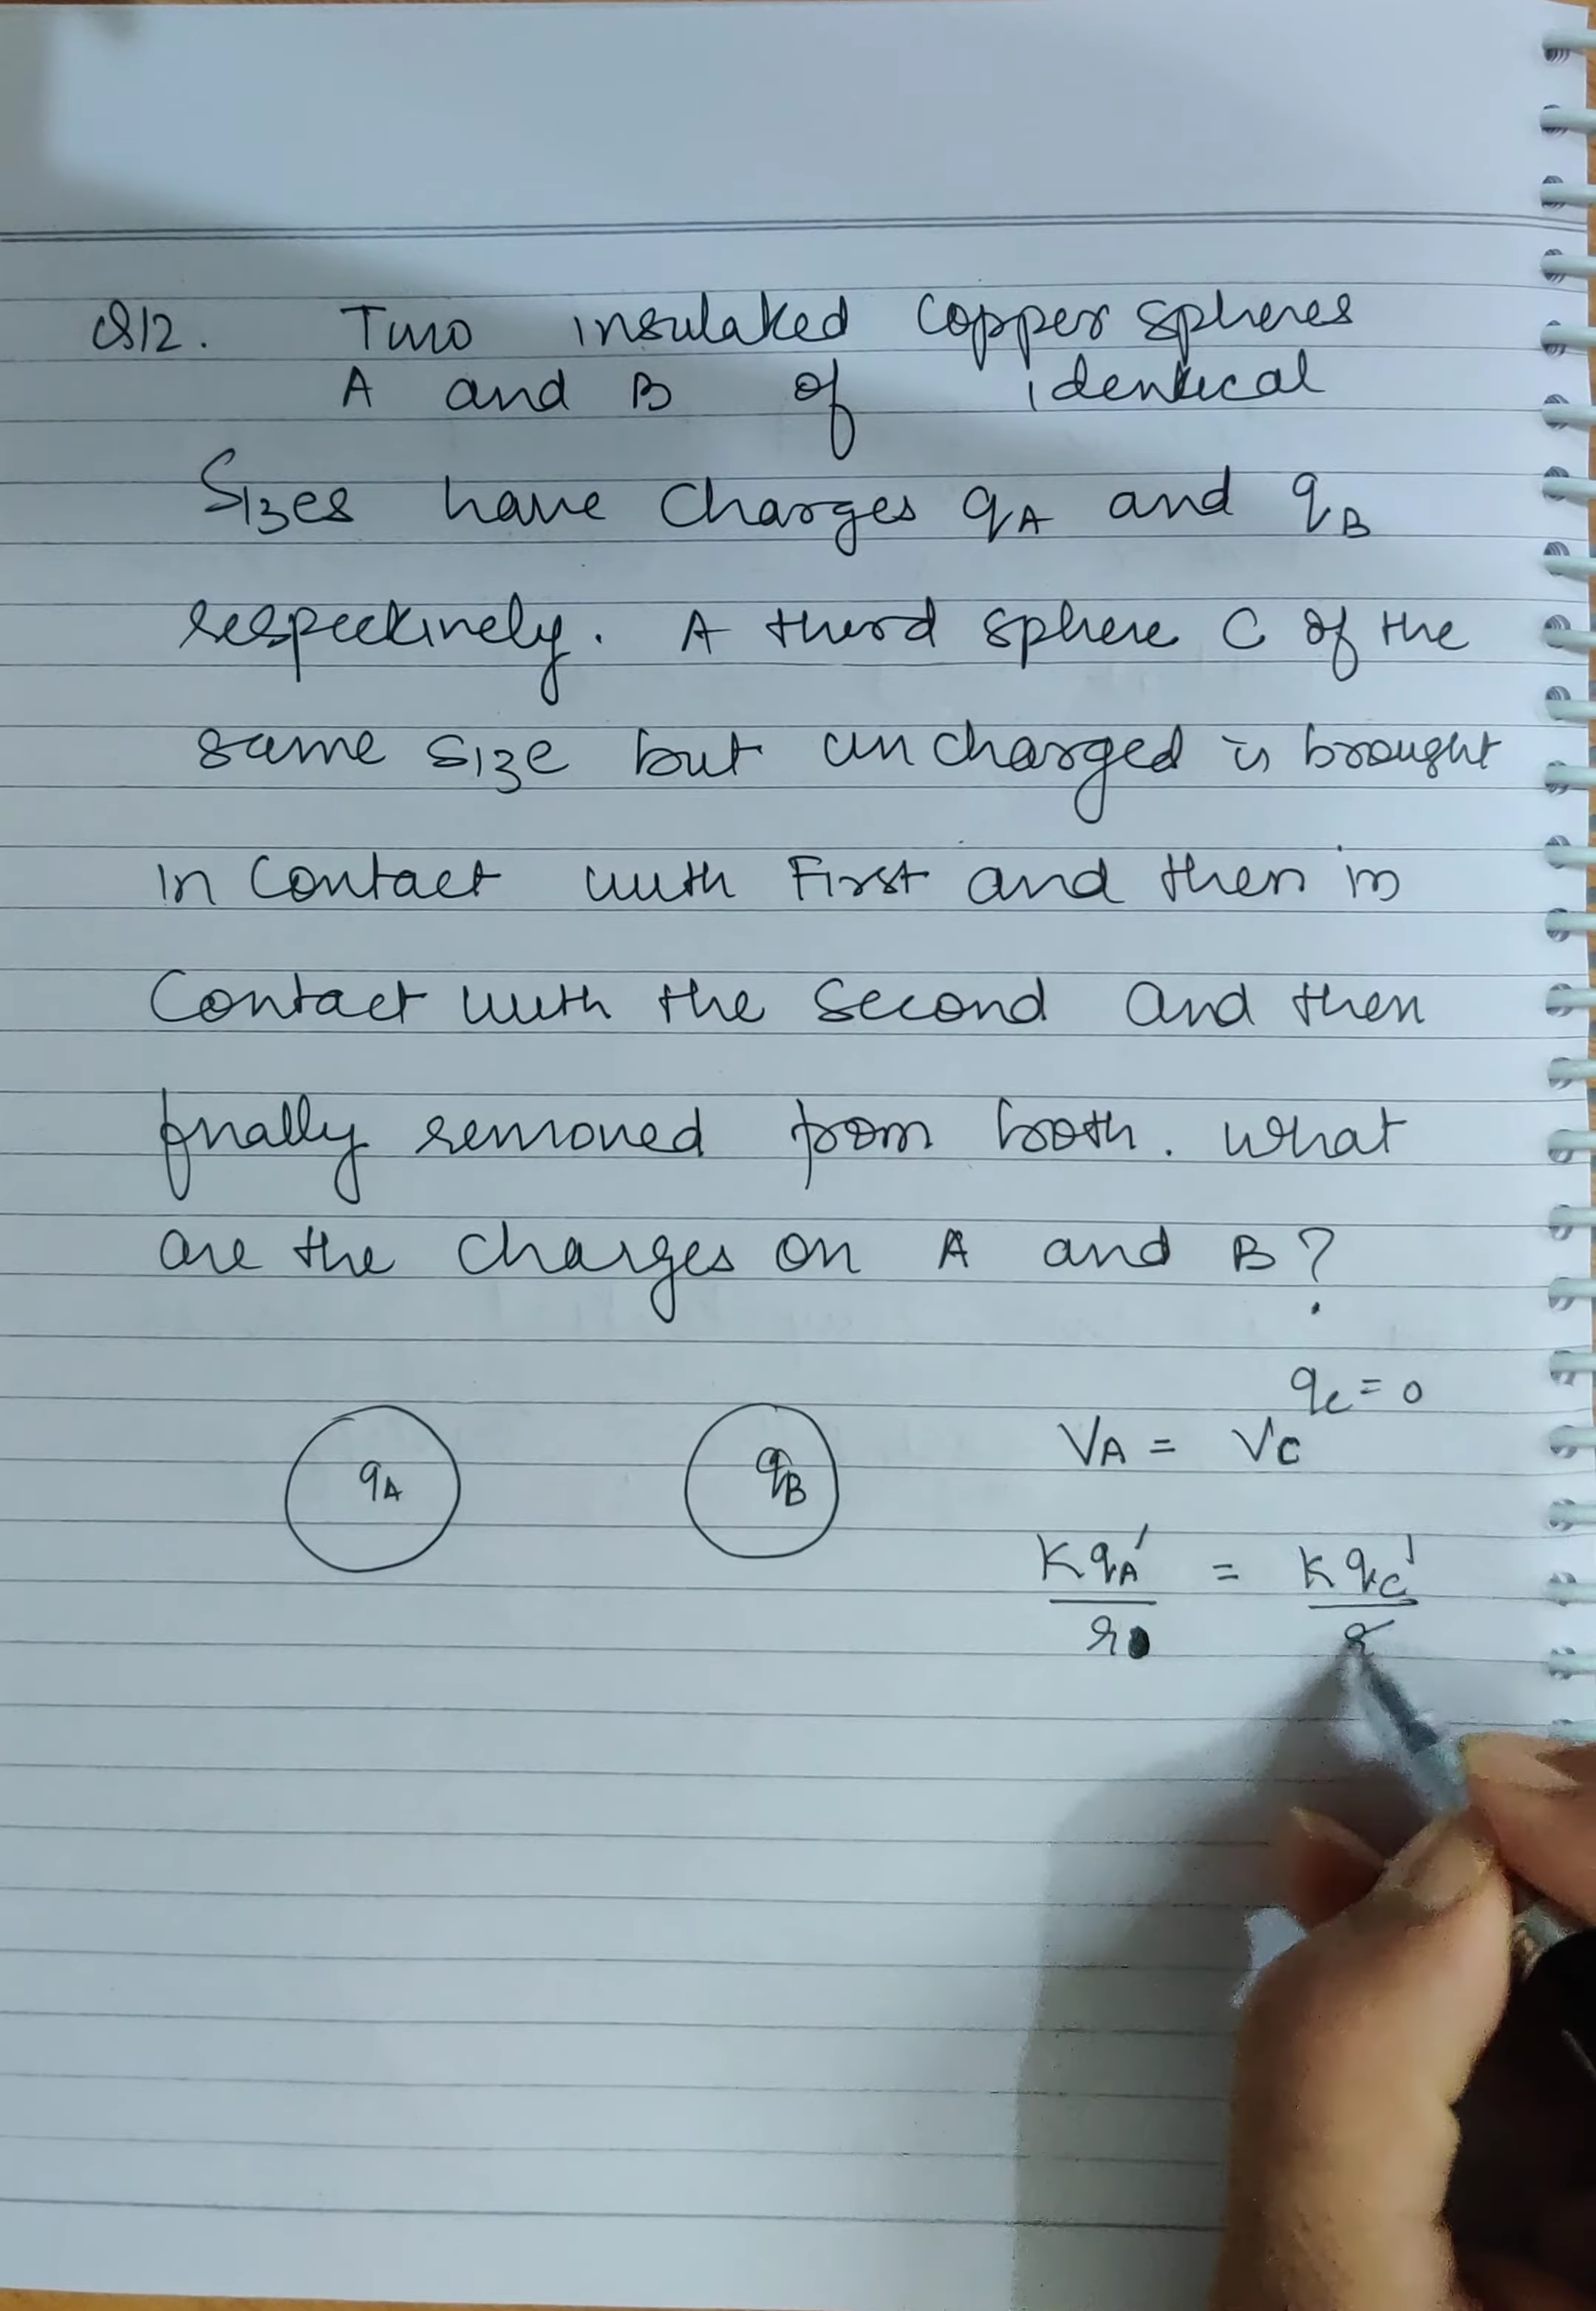 Q12. Two insulated copper spheres
A and B of identical
Sizes have charges qA and qB
respectively. A third sphere C of the
same size but uncharged is brought
in Contact with First and then in
Contact with the second and then
finally removed from both. What
are the charges on A and B?
qc = 0
qA qB VA = VC
KqA' = KqC'
r r